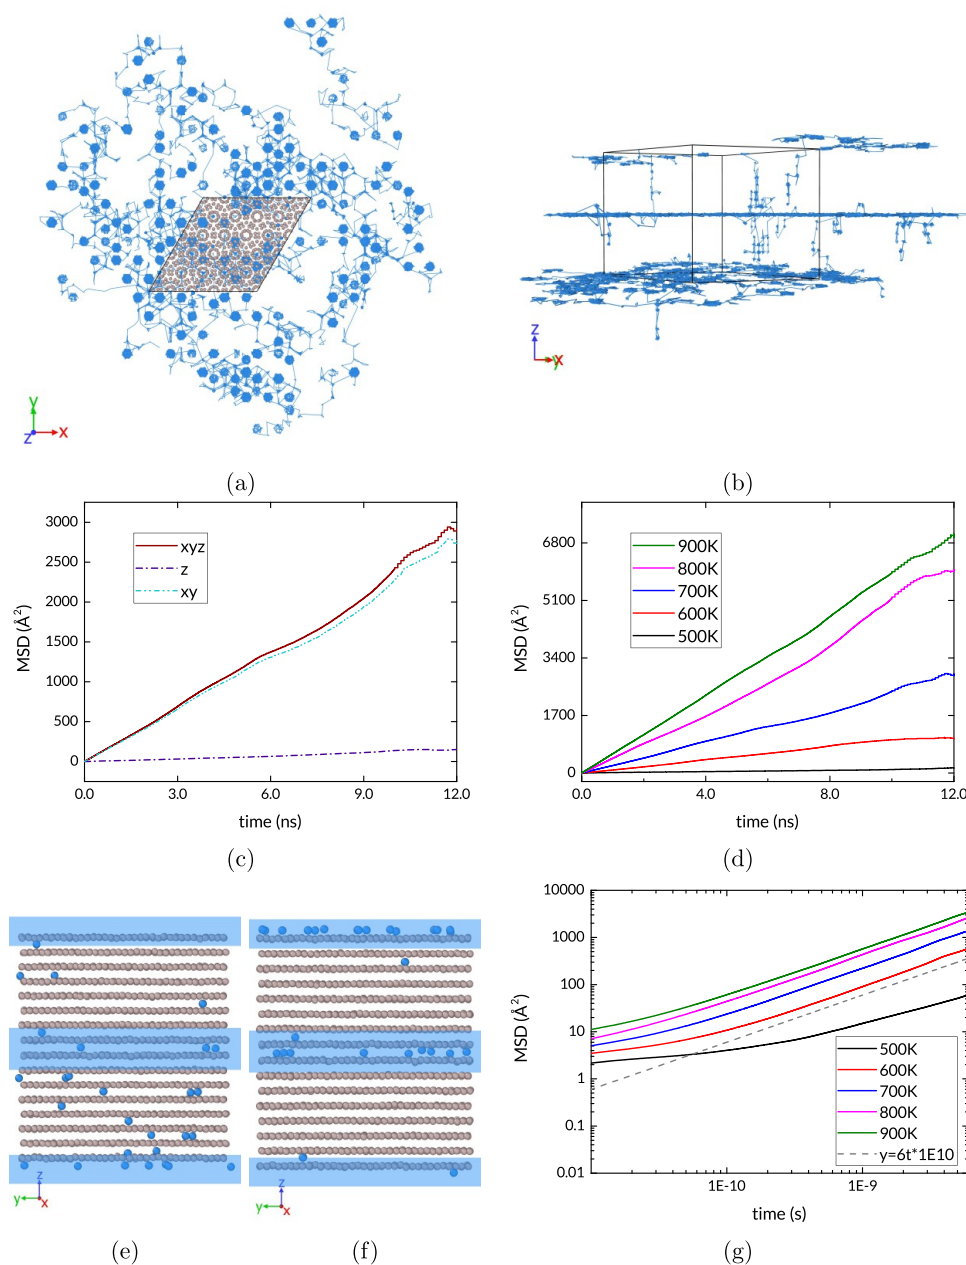 y
z x
(a)
z
y x
(b)
3000
2500
2000
1500
1000
500
0
MSD (Å²)
xyz
z
xy
0.0 3.0 6.0 9.0 12.0
time (ns)
(c)
6800
5100
3400
1700
0
MSD (Å²)
900K
800K
700K
600K
500K
0.0 4.0 8.0 12.0
time (ns)
(d)
z
y x
(e)
z
y x
(f)
10000
1000
100
10
1
0.1
0.01
MSD (Å²)
500K
600K
700K
800K
900K
y=6t*1E10
1E-10 1E-9
time (s)
(g)